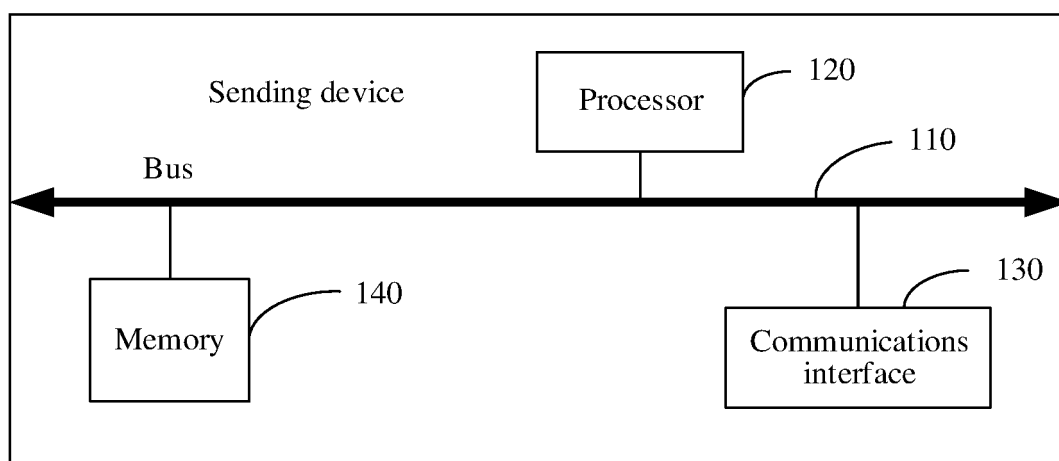 120
Processor
Sending device
110
Bus
130
140
Memory
Communications
interface